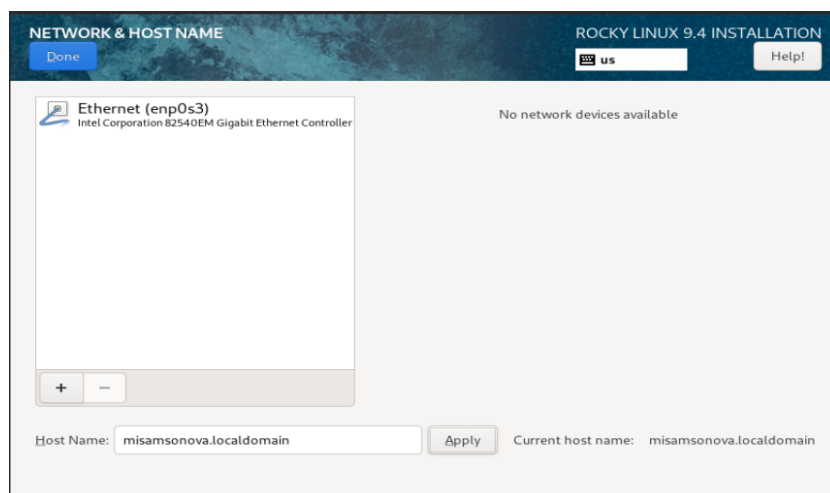 NETWORK & HOST NAME
ROCKY LINUX 9.4 INSTALLATION
Done
us
Help!
Ethernet (enp0s3)
Intel Corporation 82540EM Gigabit Ethernet Controller
No network devices available
+ −
Host Name: misamsonova.localdomain Apply Current host name: misamsonova.localdomain